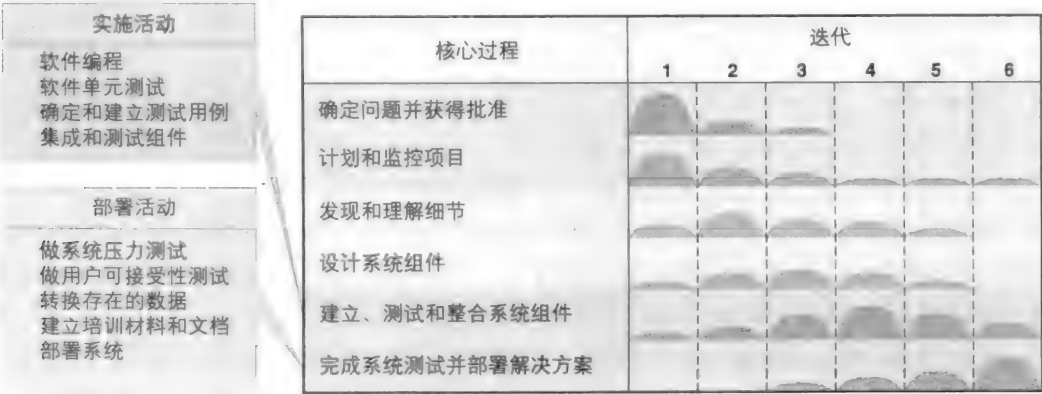 实施活动
软件编程
软件单元测试
确定和建立测试用例
集成和测试组件
部署活动
做系统压力测试
做用户可接受性测试
转换存在的数据
建立培训材料和文档
部署系统
核心过程
迭代
1 2 3 4 5 6
确定问题并获得批准
计划和监控项目
发现和理解细节
设计系统组件
建立、测试和整合系统组件
完成系统测试并部署解决方案